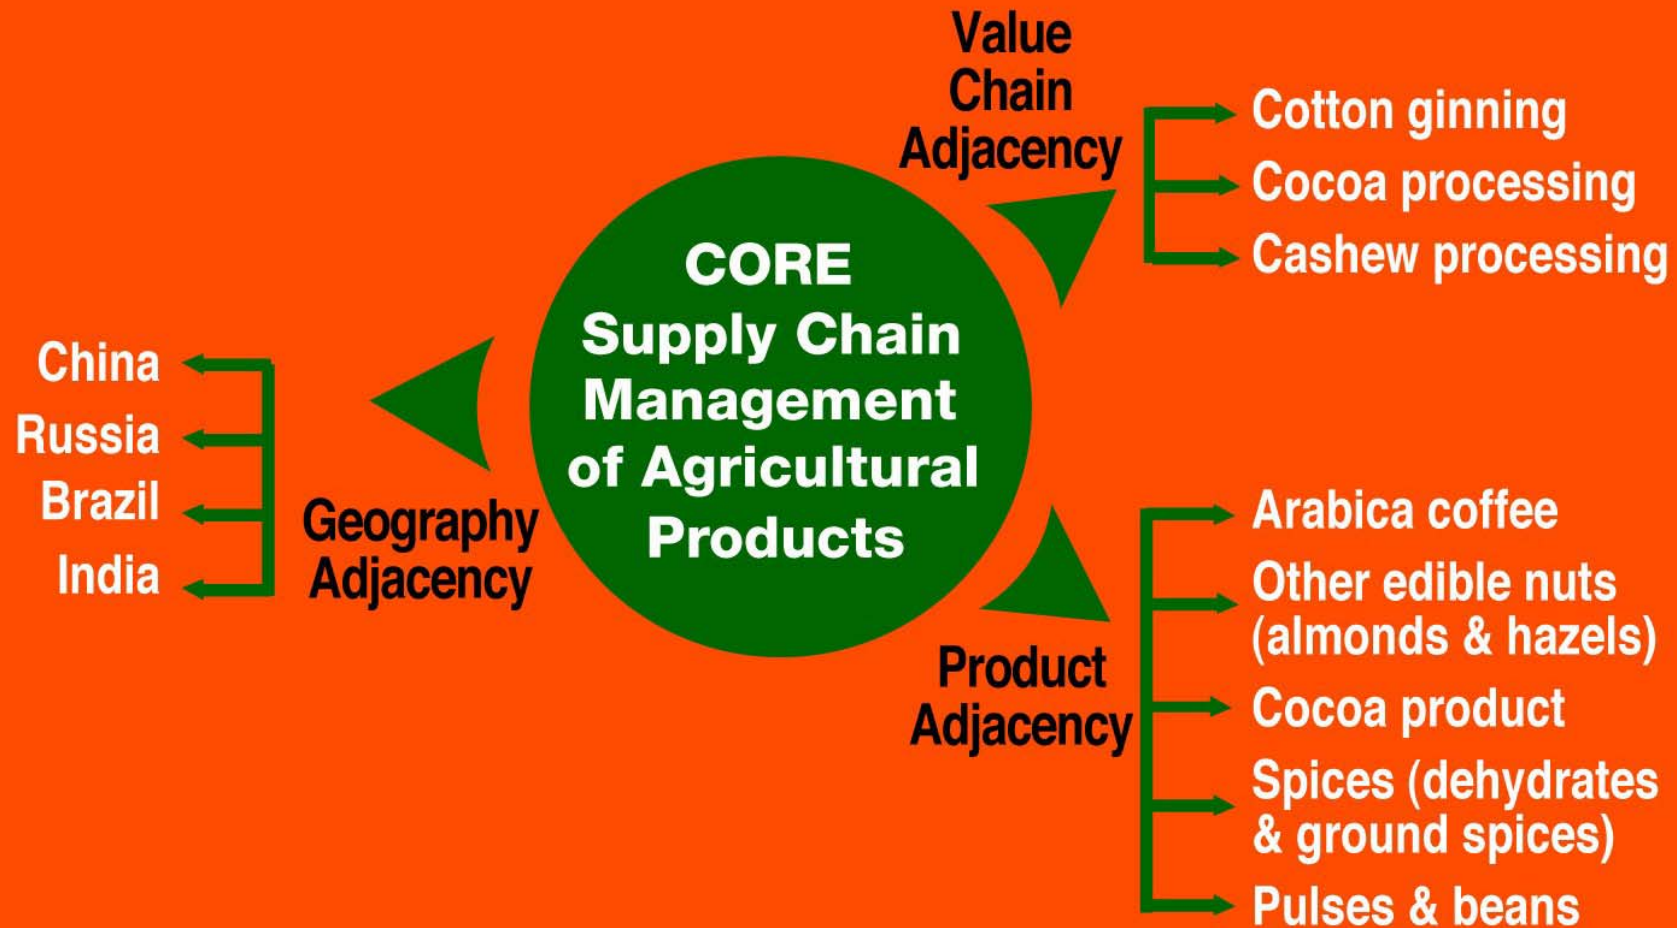 Value
Chain
Adjacency
Cotton ginning
Cocoa processing
Cashew processing
CORE
Supply Chain
Management
of Agricultural
Products
China
Russia
Brazil
India
Geography
Adjacency
Product
Adjacency
Arabica coffee
Other edible nuts
(almonds & hazels)
Cocoa product
Spices (dehydrates
& ground spices)
Pulses & beans